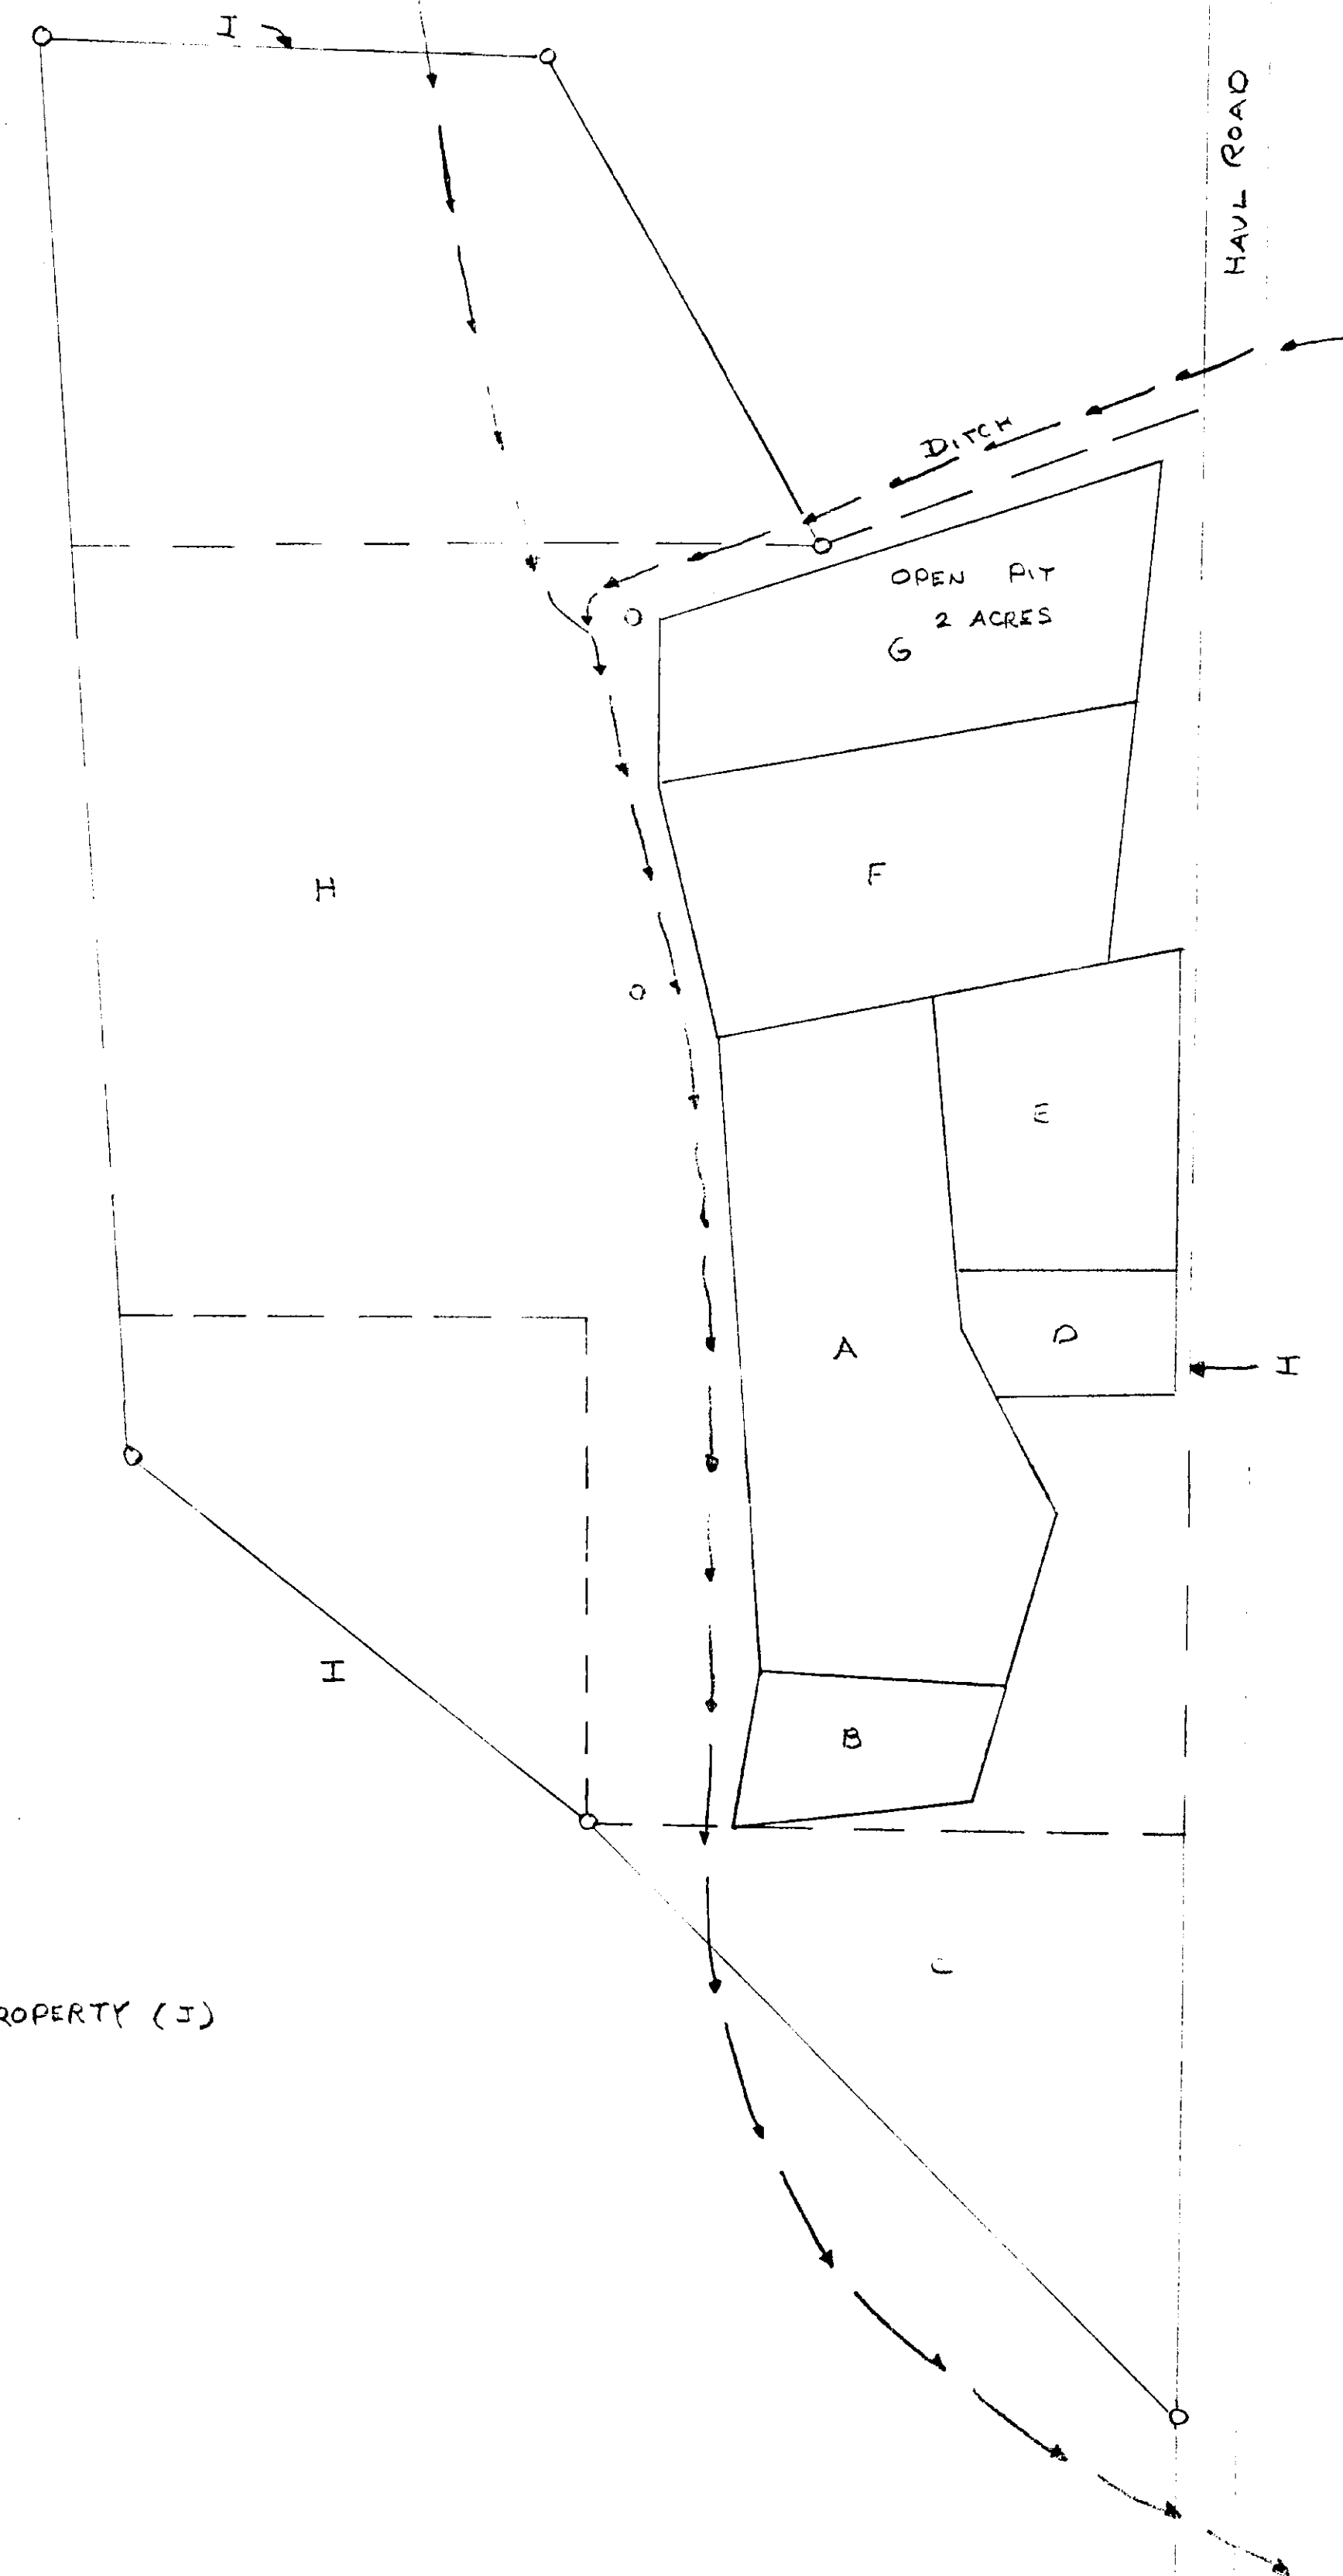 I
HAUL ROAD
DITCH
OPEN PIT
2 ACRES
G
H
F
E
A
D
I
I
B
C
ROPERTY (J)